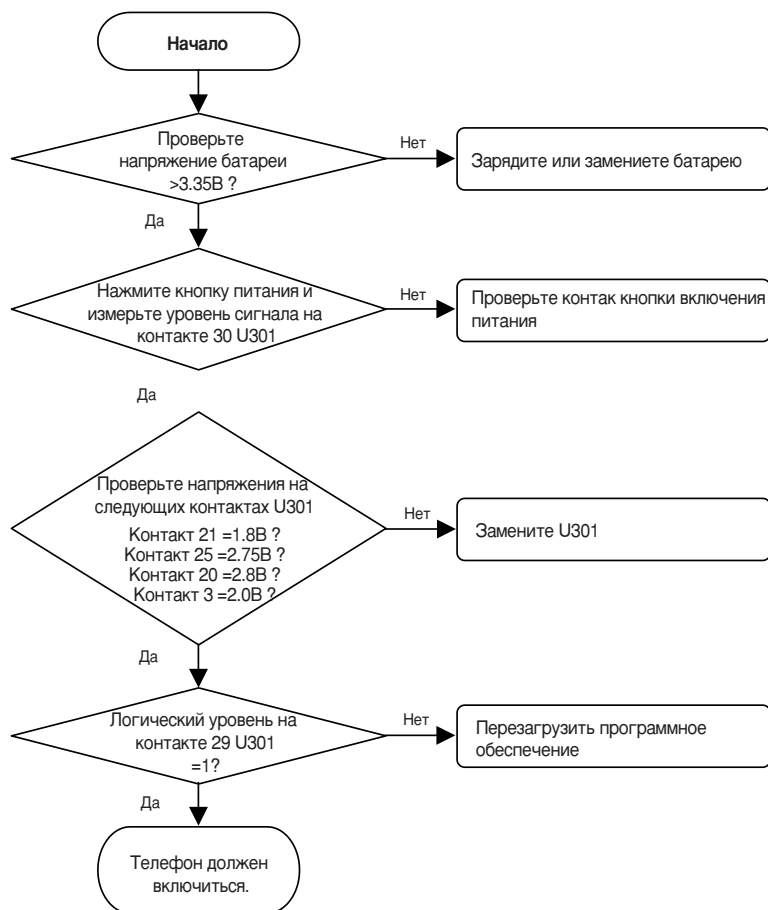 Начало
Проверьте
напряжение батареи
>3.35В ?
Нет
Зарядите или замениете батарею
Да
Нажмите кнопку питания и
измерьте уровень сигнала на
контакте 30 U301
Нет
Проверьте контак кнопки включения
питания
Да
Проверьте напряжения на
следующих контактах U301
Контакт 21 =1.8В ?
Контакт 25 =2.75В ?
Контакт 20 =2.8В ?
Контакт 3 =2.0В ?
Нет
Замените U301
Да
Логический уровень на
контакте 29 U301
=1?
Нет
Перезагрузить программное
обеспечение
Да
Телефон должен
включиться.